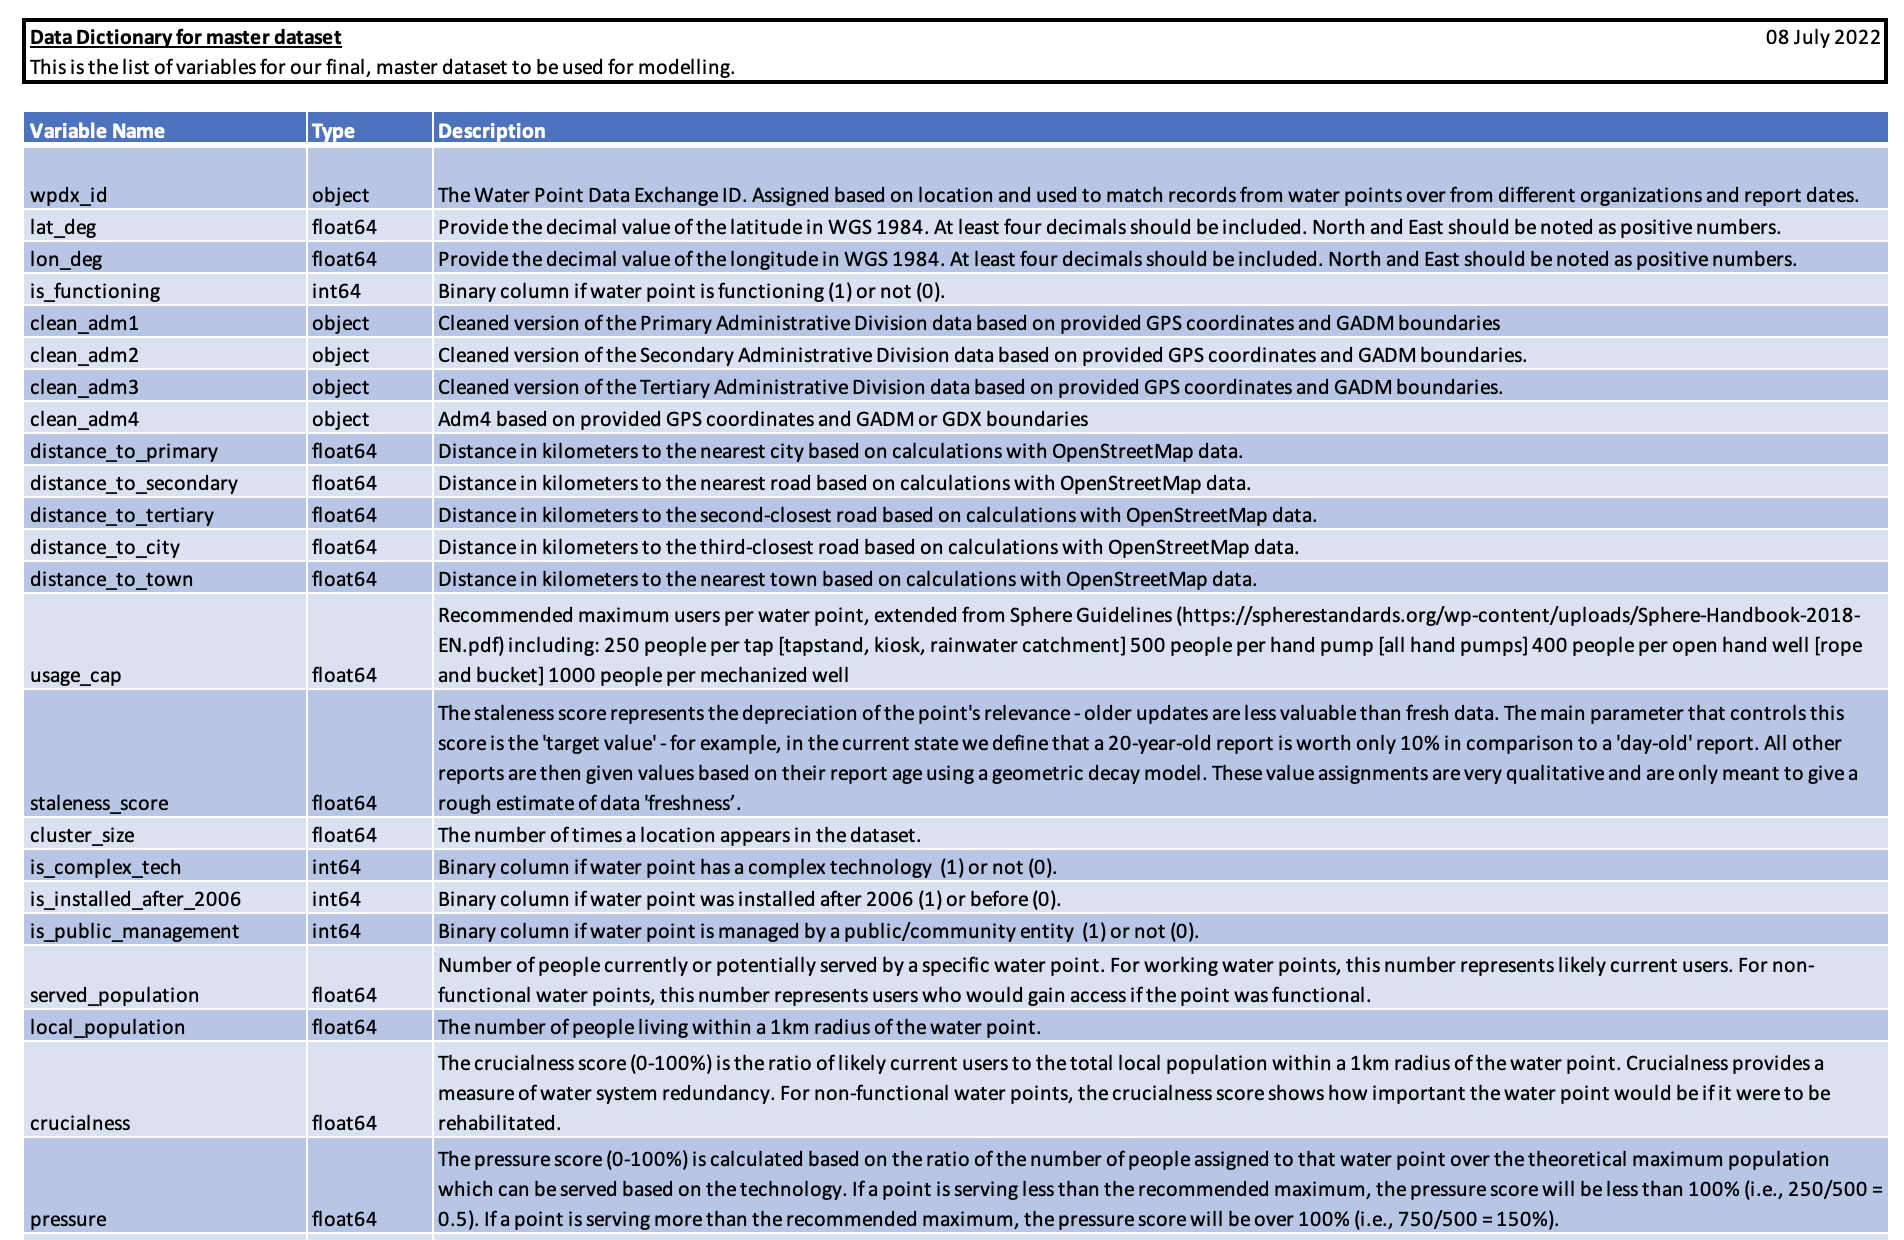 Data Dictionary for master dataset 08 July 2022
This is the list of variables for our final, master dataset to be used for modelling.
Variable Name Type Description
wpdx_id object The Water Point Data Exchange ID. Assigned based on location and used to match records from water points over from different organizations and report dates.
lat_deg float64 Provide the decimal value of the latitude in WGS 1984. At least four decimals should be included. North and East should be noted as positive numbers.
lon_deg float64 Provide the decimal value of the longitude in WGS 1984. At least four decimals should be included. North and East should be noted as positive numbers.
is_functioning int64 Binary column if water point is functioning (1) or not (0).
clean_adm1 object Cleaned version of the Primary Administrative Division data based on provided GPS coordinates and GADM boundaries
clean_adm2 object Cleaned version of the Secondary Administrative Division data based on provided GPS coordinates and GADM boundaries.
clean_adm3 object Cleaned version of the Tertiary Administrative Division data based on provided GPS coordinates and GADM boundaries.
clean_adm4 object Adm4 based on provided GPS coordinates and GADM or GDX boundaries
distance_to_primary float64 Distance in kilometers to the nearest city based on calculations with OpenStreetMap data.
distance_to_secondary float64 Distance in kilometers to the nearest road based on calculations with OpenStreetMap data.
distance_to_tertiary float64 Distance in kilometers to the second-closest road based on calculations with OpenStreetMap data.
distance_to_city float64 Distance in kilometers to the third-closest road based on calculations with OpenStreetMap data.
distance_to_town float64 Distance in kilometers to the nearest town based on calculations with OpenStreetMap data.
Recommended maximum users per water point, extended from Sphere Guidelines (https://spherestandards.org/wp-content/uploads/Sphere-Handbook-2018-
EN.pdf) including: 250 people per tap [tapstand, kiosk, rainwater catchment] 500 people per hand pump [all hand pumps] 400 people per open hand well [rope
usage_cap float64 and bucket] 1000 people per mechanized well
The staleness score represents the depreciation of the point's relevance - older updates are less valuable than fresh data. The main parameter that controls this
score is the 'target value' - for example, in the current state we define that a 20-year-old report is worth only 10% in comparison to a 'day-old' report. All other
reports are then given values based on their report age using a geometric decay model. These value assignments are very qualitative and are only meant to give a
staleness_score float64 rough estimate of data 'freshness’.
cluster_size float64 The number of times a location appears in the dataset.
is_complex_tech int64 Binary column if water point has a complex technology (1) or not (0).
is_installed_after_2006 int64 Binary column if water point was installed after 2006 (1) or before (0).
is_public_management int64 Binary column if water point is managed by a public/community entity (1) or not (0).
Number of people currently or potentially served by a specific water point. For working water points, this number represents likely current users. For non-
served_population float64 functional water points, this number represents users who would gain access if the point was functional.
local_population float64 The number of people living within a 1km radius of the water point.
The crucialness score (0-100%) is the ratio of likely current users to the total local population within a 1km radius of the water point. Crucialness provides a
measure of water system redundancy. For non-functional water points, the crucialness score shows how important the water point would be if it were to be
crucialness float64 rehabilitated.
The pressure score (0-100%) is calculated based on the ratio of the number of people assigned to that water point over the theoretical maximum population
which can be served based on the technology. If a point is serving less than the recommended maximum, the pressure score will be less than 100% (i.e., 250/500 =
pressure float64 0.5). If a point is serving more than the recommended maximum, the pressure score will be over 100% (i.e., 750/500 = 150%).